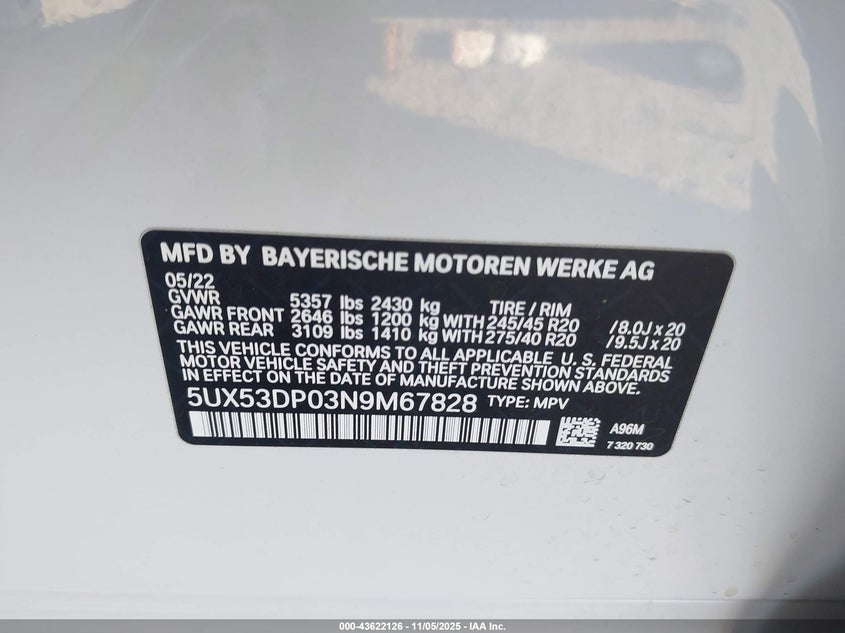 MFD BY BAYERISCHE MOTOREN WERKE AG
05/22
GVWR 5357 lbs 2430 kg TIRE / RIM
GAWR FRONT 2646 lbs 1200 kg WITH 245/45 R20 /8.0J x 20
GAWR REAR 3109 lbs 1410 kg WITH 275/40 R20 /9.5J x 20
THIS VEHICLE CONFORMS TO ALL APPLICABLE U. S. FEDERAL
MOTOR VEHICLE SAFETY AND THEFT PREVENTION STANDARDS
IN EFFECT ON THE DATE OF MANUFACTURE SHOWN ABOVE.
5UX53DP03N9M67828 TYPE: MPV
A96M
7 320 730
000-43622126 - 11/05/2025 - IAA Inc.